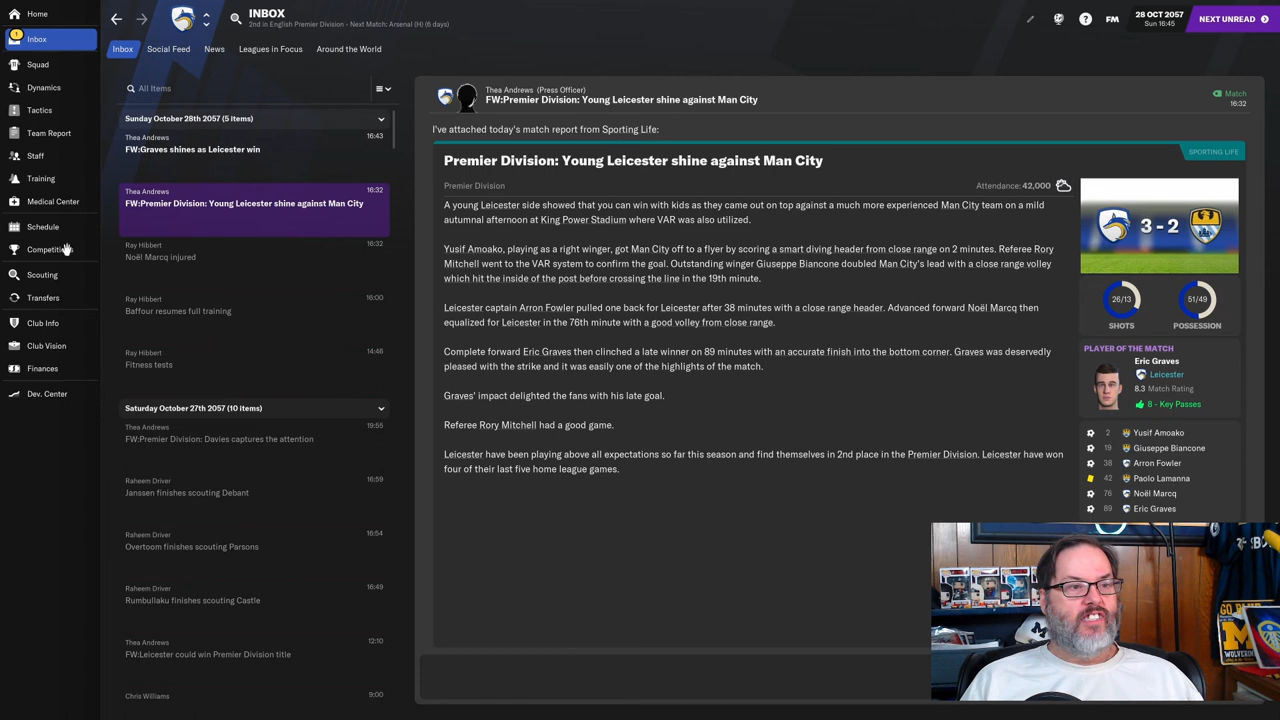 Home
Inbox
Squad
Dynamics
Tactics
Team Report
Staff
Training
Medical Center
Schedule
Competitions
Scouting
Transfers
Club Info
Club Vision
Finances
Dev. Center
INBOX
2nd in English Premier Division - Next Match: Arsenal (H) (6 days)
FM
28 OCT 2057
Sun 16:45
NEXT UNREAD
Inbox
Social Feed
News
Leagues in Focus
Around the World
All Items
Sunday October 28th 2057 (5 items)
Thea Andrews
16:43
FW:Graves shines as Leicester win
Thea Andrews
16:32
FW:Premier Division: Young Leicester shine against Man City
Ray Hibbert
16:32
Noël Marcq injured
Ray Hibbert
16:00
Baffour resumes full training
Ray Hibbert
14:46
Fitness tests
Saturday October 27th 2057 (10 items)
Thea Andrews
19:55
FW:Premier Division: Davies captures the attention
Raheem Driver
16:59
Janssen finishes scouting Debant
Raheem Driver
16:54
Overtoom finishes scouting Parsons
Raheem Driver
16:49
Rumbullaku finishes scouting Castle
Thea Andrews
12:10
FW:Leicester could win Premier Division title
Chris Williams
9:00
Thea Andrews (Press Officer)
FW:Premier Division: Young Leicester shine against Man City
Match
16:32
I've attached today's match report from Sporting Life:
SPORTING LIFE
Premier Division: Young Leicester shine against Man City
Premier Division
Attendance: 42,000
A young Leicester side showed that you can win with kids as they came out on top against a much more experienced Man City team on a mild
autumnal afternoon at King Power Stadium where VAR was also utilized.
Yusif Amoako, playing as a right winger, got Man City off to a flyer by scoring a smart diving header from close range on 2 minutes. Referee Rory
Mitchell went to the VAR system to confirm the goal. Outstanding winger Giuseppe Biancone doubled Man City's lead with a close range volley
which hit the inside of the post before crossing the line in the 19th minute.
Leicester captain Arron Fowler pulled one back for Leicester after 38 minutes with a close range header. Advanced forward Noël Marcq then
equalized for Leicester in the 76th minute with a good volley from close range.
Complete forward Eric Graves then clinched a late winner on 89 minutes with an accurate finish into the bottom corner. Graves was deservedly
pleased with the strike and it was easily one of the highlights of the match.
Graves' impact delighted the fans with his late goal.
Referee Rory Mitchell had a good game.
Leicester have been playing above all expectations so far this season and find themselves in 2nd place in the Premier Division. Leicester have won
four of their last five home league games.
3 - 2
26/13
SHOTS
51/49
POSSESSION
PLAYER OF THE MATCH
Eric Graves
Leicester
8.3 Match Rating
8 - Key Passes
2 Yusif Amoako
19 Giuseppe Biancone
38 Arron Fowler
42 Paolo Lamanna
76 Noël Marcq
89 Eric Graves
GO BLUE
M
WOLVERINES